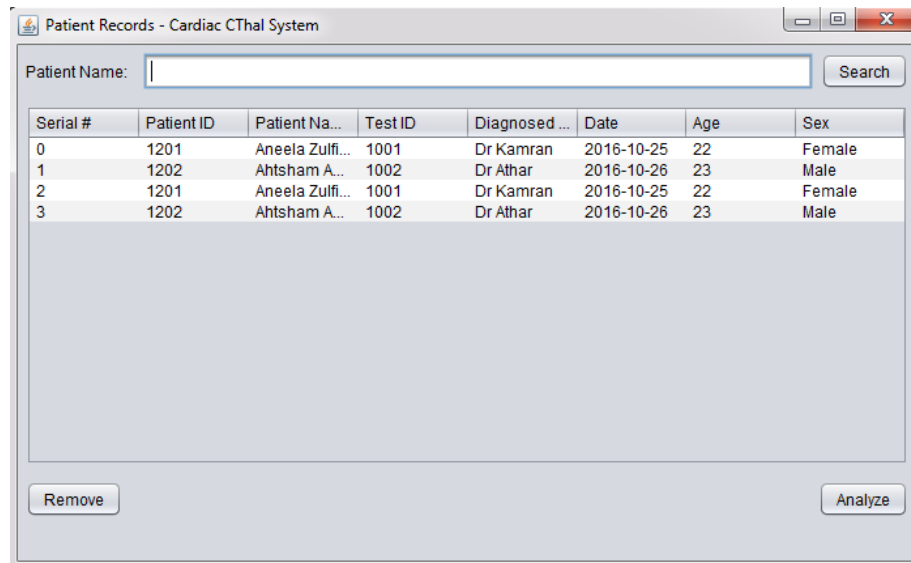 Patient Records - Cardiac CThal System
Patient Name: Search
Serial # Patient ID Patient Na... Test ID Diagnosed ... Date Age Sex
0 1201 Aneela Zulfi... 1001 Dr Kamran 2016-10-25 22 Female
1 1202 Ahtsham A... 1002 Dr Athar 2016-10-26 23 Male
2 1201 Aneela Zulfi... 1001 Dr Kamran 2016-10-25 22 Female
3 1202 Ahtsham A... 1002 Dr Athar 2016-10-26 23 Male
Remove Analyze